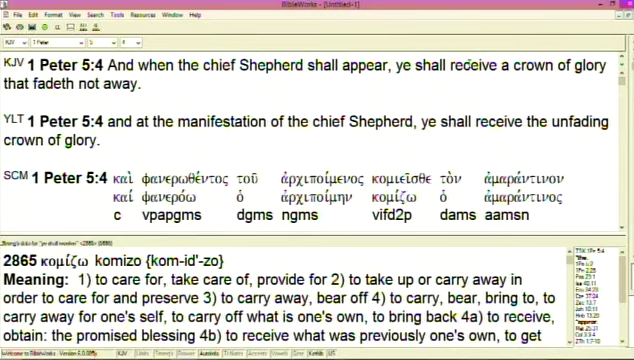 BibleWorks - [Untitled-1]
File Edit Format View Search Tools Resources Window Help
KJV 1 Peter 5 4
KJV 1 Peter 5:4 And when the chief Shepherd shall appear, ye shall receive a crown of glory
that fadeth not away.
YLT 1 Peter 5:4 and at the manifestation of the chief Shepherd, ye shall receive the unfading
crown of glory.
SCM 1 Peter 5:4 καὶ φανερωθέντος τοῦ ἀρχιποίμενος κομιεῖσθε τὸν ἀμαράντινον
καί φανερόω ὁ ἀρχιποίμην κομίζω ὁ ἀμαράντινος
c vpapgms dgms ngms vifd2p dams aamsn
2865 κομίζω komizo {kom-id'-zo}
Meaning: 1) to care for, take care of, provide for 2) to take up or carry away in
order to care for and preserve 3) to carry away, bear off 4) to carry, bear, bring to, to
carry away for one's self, to carry off what is one's own, to bring back 4a) to receive,
obtain: the promised blessing 4b) to receive what was previously one's own, to get